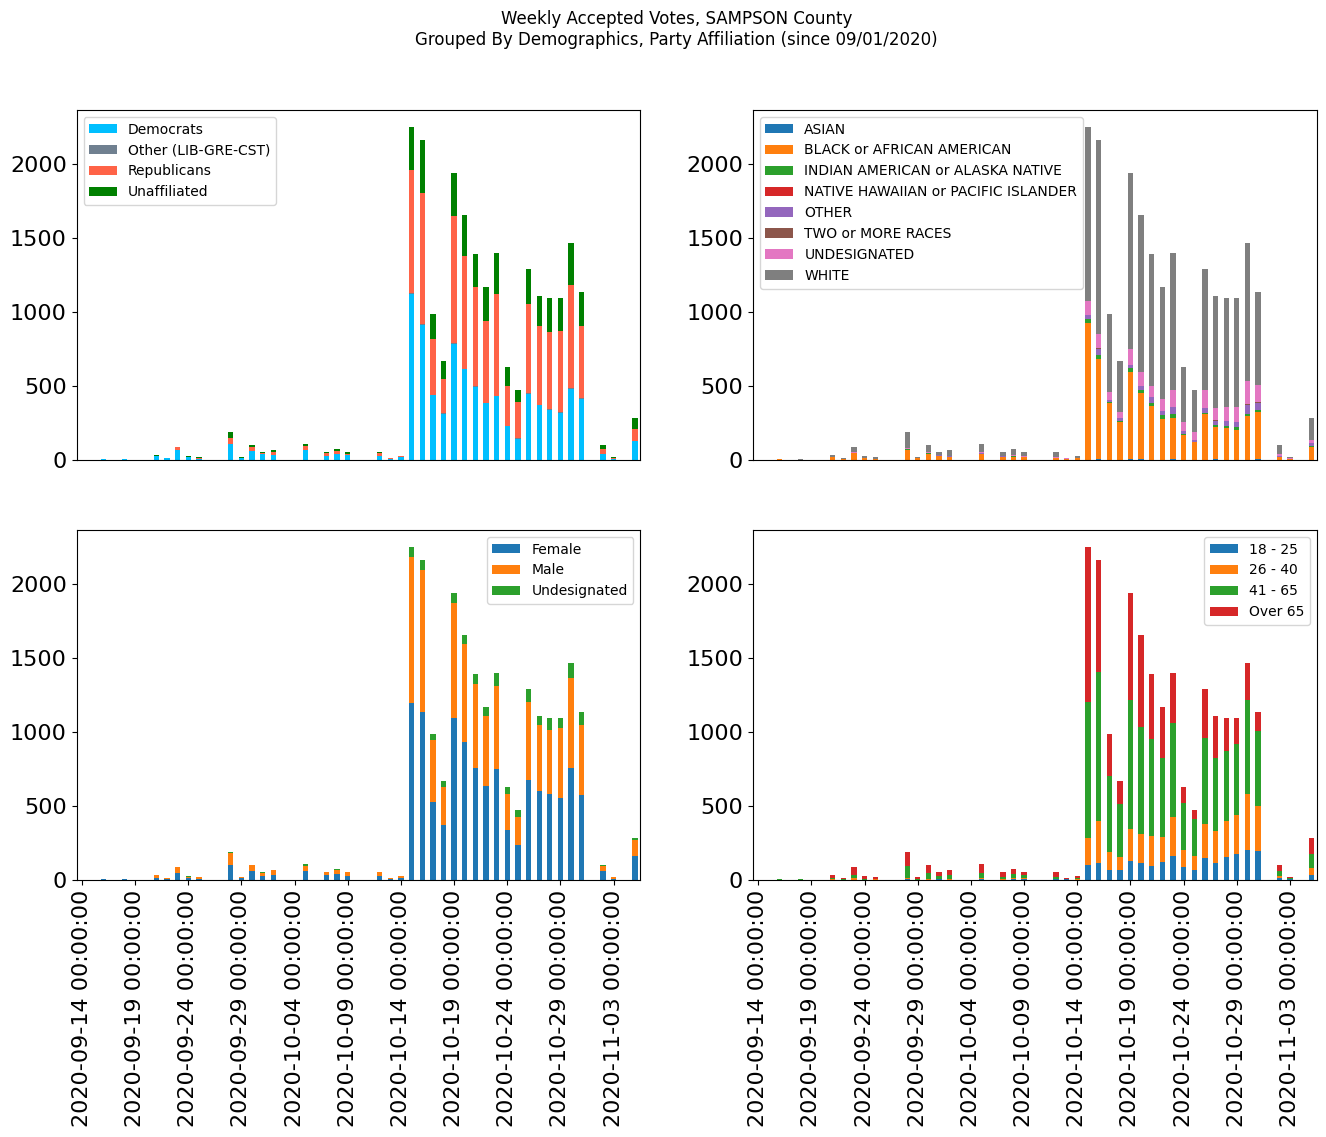 Weekly Accepted Votes, SAMPSON County
Grouped By Demographics, Party Affiliation (since 09/01/2020)
Democrats
Other (LIB-GRE-CST)
Republicans
Unaffiliated
2000
1500
1000
500
0
ASIAN
BLACK or AFRICAN AMERICAN
INDIAN AMERICAN or ALASKA NATIVE
NATIVE HAWAIIAN or PACIFIC ISLANDER
OTHER
TWO or MORE RACES
UNDESIGNATED
WHITE
2000
1500
1000
500
0
Female
Male
Undesignated
2000
1500
1000
500
0
2020-09-14 00:00:00
2020-09-19 00:00:00
2020-09-24 00:00:00
2020-09-29 00:00:00
2020-10-04 00:00:00
2020-10-09 00:00:00
2020-10-14 00:00:00
2020-10-19 00:00:00
2020-10-24 00:00:00
2020-10-29 00:00:00
2020-11-03 00:00:00
18 - 25
26 - 40
41 - 65
Over 65
2000
1500
1000
500
0
2020-09-14 00:00:00
2020-09-19 00:00:00
2020-09-24 00:00:00
2020-09-29 00:00:00
2020-10-04 00:00:00
2020-10-09 00:00:00
2020-10-14 00:00:00
2020-10-19 00:00:00
2020-10-24 00:00:00
2020-10-29 00:00:00
2020-11-03 00:00:00